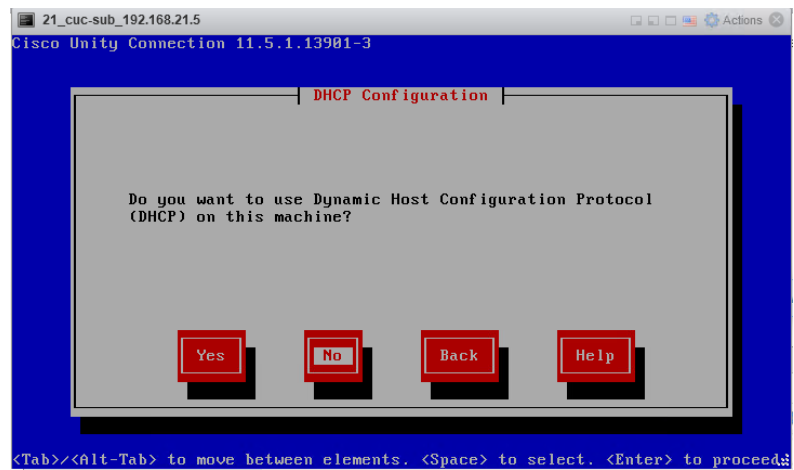 21_cuc-sub_192.168.21.5
Actions
Cisco Unity Connection 11.5.1.13901-3
DHCP Configuration
Do you want to use Dynamic Host Configuration Protocol
(DHCP) on this machine?
Yes
No
Back
Help
<Tab>/<Alt-Tab> to move between elements. <Space> to select. <Enter> to proceed